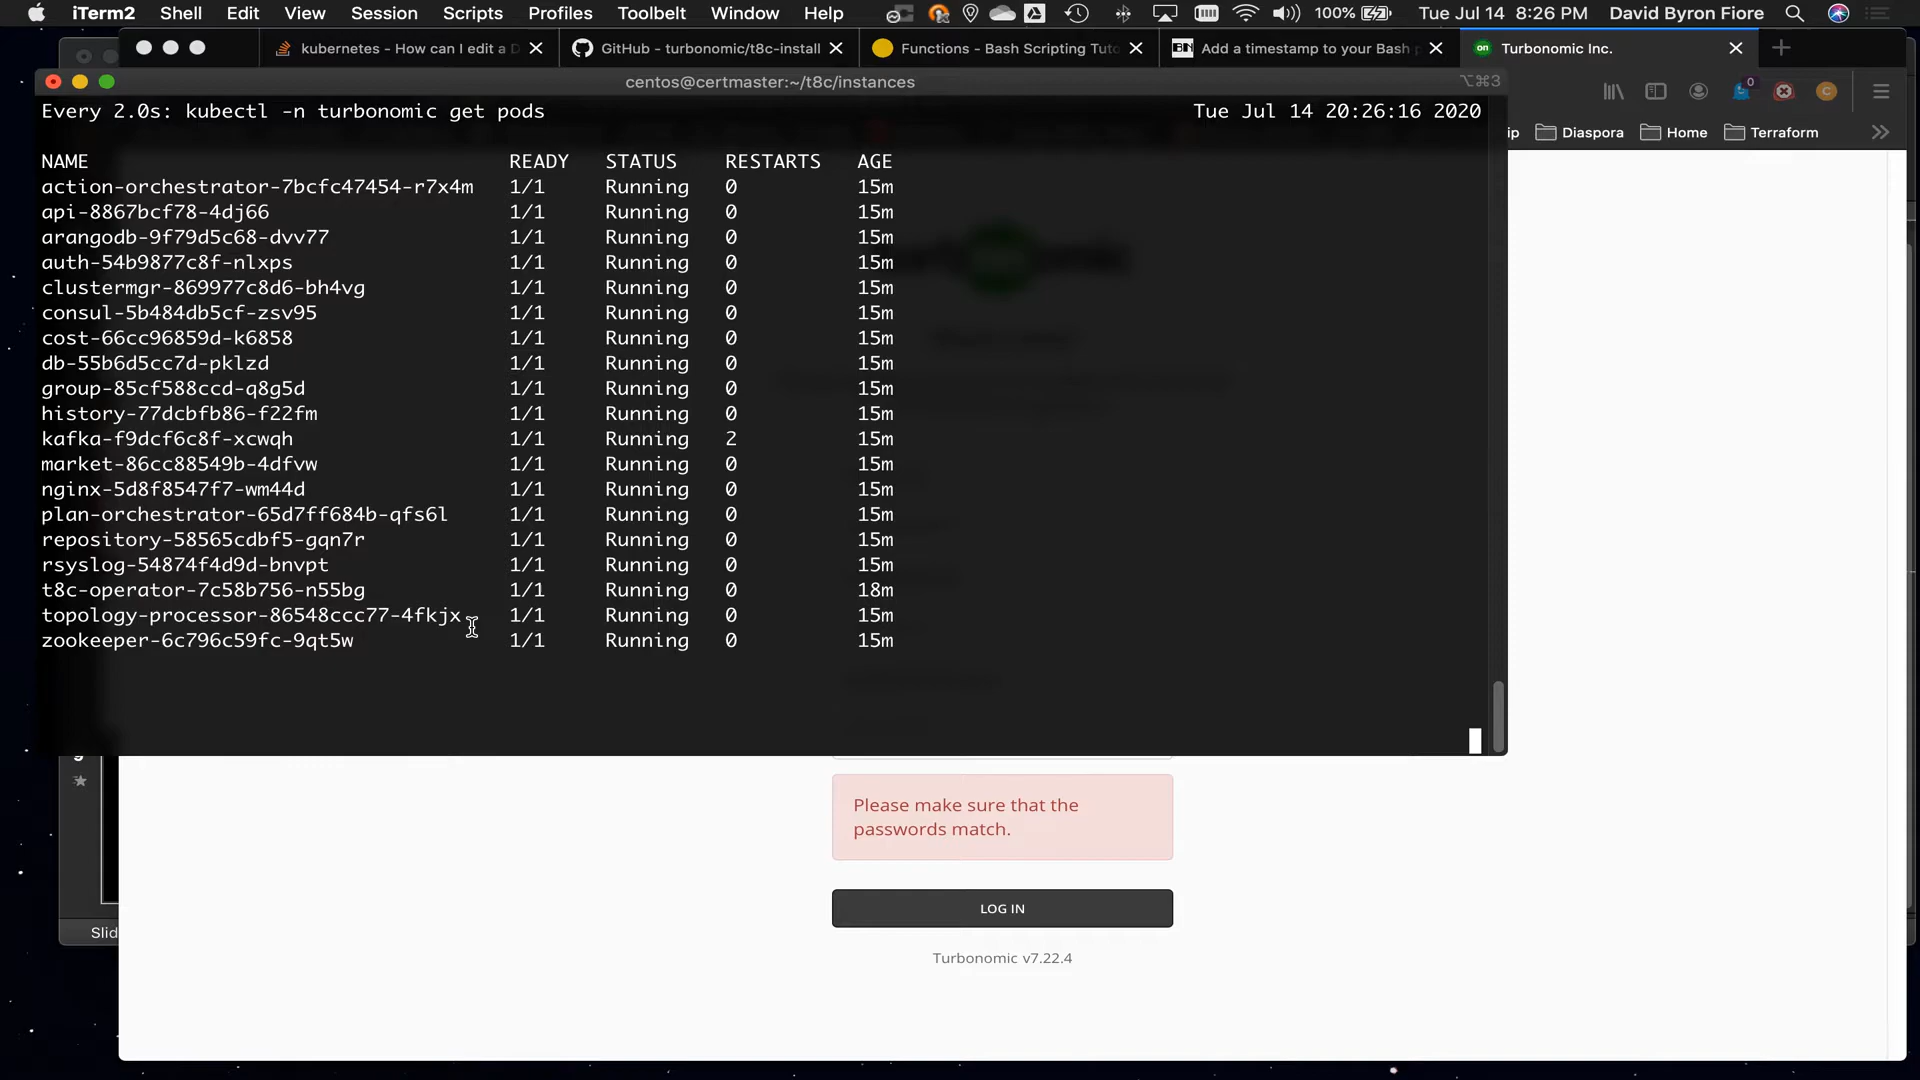 iTerm2 Shell Edit View Session Scripts Profiles Toolbelt Window Help 100% Tue Jul 14 8:26 PM David Byron Fiore
kubernetes - How can I edit a D GitHub - turbonomic/t8c-install Functions - Bash Scripting Tuto Add a timestamp to your Bash p Turbonomic Inc.
centos@certmaster:~/t8c/instances ⌥⌘3
0
ip Diaspora Home Terraform
Every 2.0s: kubectl -n turbonomic get pods Tue Jul 14 20:26:16 2020
NAME READY STATUS RESTARTS AGE
action-orchestrator-7bcfc47454-r7x4m 1/1 Running 0 15m
api-8867bcf78-4dj66 1/1 Running 0 15m
arangodb-9f79d5c68-dvv77 1/1 Running 0 15m
auth-54b9877c8f-nlxps 1/1 Running 0 15m
clustermgr-869977c8d6-bh4vg 1/1 Running 0 15m
consul-5b484db5cf-zsv95 1/1 Running 0 15m
cost-66cc96859d-k6858 1/1 Running 0 15m
db-55b6d5cc7d-pklzd 1/1 Running 0 15m
group-85cf588ccd-q8g5d 1/1 Running 0 15m
history-77dcbfb86-f22fm 1/1 Running 0 15m
kafka-f9dcf6c8f-xcwqh 1/1 Running 2 15m
market-86cc88549b-4dfvw 1/1 Running 0 15m
nginx-5d8f8547f7-wm44d 1/1 Running 0 15m
plan-orchestrator-65d7ff684b-qfs6l 1/1 Running 0 15m
repository-58565cdbf5-gqn7r 1/1 Running 0 15m
rsyslog-54874f4d9d-bnvpt 1/1 Running 0 15m
t8c-operator-7c58b756-n55bg 1/1 Running 0 18m
topology-processor-86548ccc77-4fkjx 1/1 Running 0 15m
zookeeper-6c796c59fc-9qt5w 1/1 Running 0 15m
Please make sure that the
passwords match.
LOG IN
Slid
Turbonomic v7.22.4